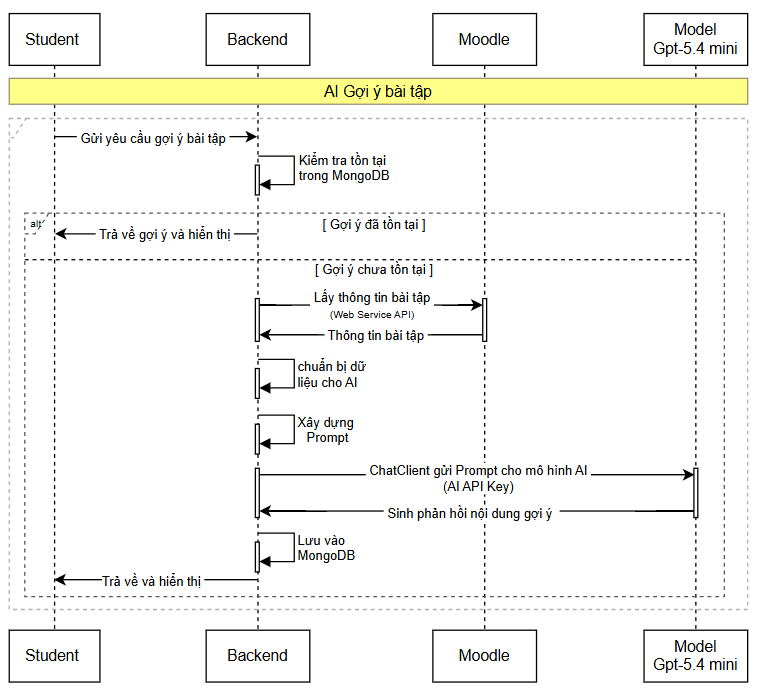 Student
Backend
Moodle
Model
Gpt-5.4 mini
AI Gợi ý bài tập
Gửi yêu cầu gợi ý bài tập
Kiểm tra tồn tại
trong MongoDB
alt
[ Gợi ý đã tồn tại ]
Trả về gợi ý và hiển thị
[ Gợi ý chưa tồn tại ]
Lấy thông tin bài tập
(Web Service API)
Thông tin bài tập
chuẩn bị dữ
liệu cho AI
Xây dựng
Prompt
ChatClient gửi Prompt cho mô hình AI
(AI API Key)
Sinh phản hồi nội dung gợi ý
Lưu vào
MongoDB
Trả về và hiển thị
Student
Backend
Moodle
Model
Gpt-5.4 mini